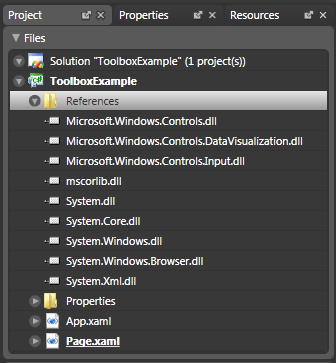 Project Properties Resources
Files
Solution "ToolboxExample" (1 project(s))
ToolboxExample
References
Microsoft.Windows.Controls.dll
Microsoft.Windows.Controls.DataVisualization.dll
Microsoft.Windows.Controls.Input.dll
mscorlib.dll
System.dll
System.Core.dll
System.Windows.dll
System.Windows.Browser.dll
System.Xml.dll
Properties
App.xaml
Page.xaml